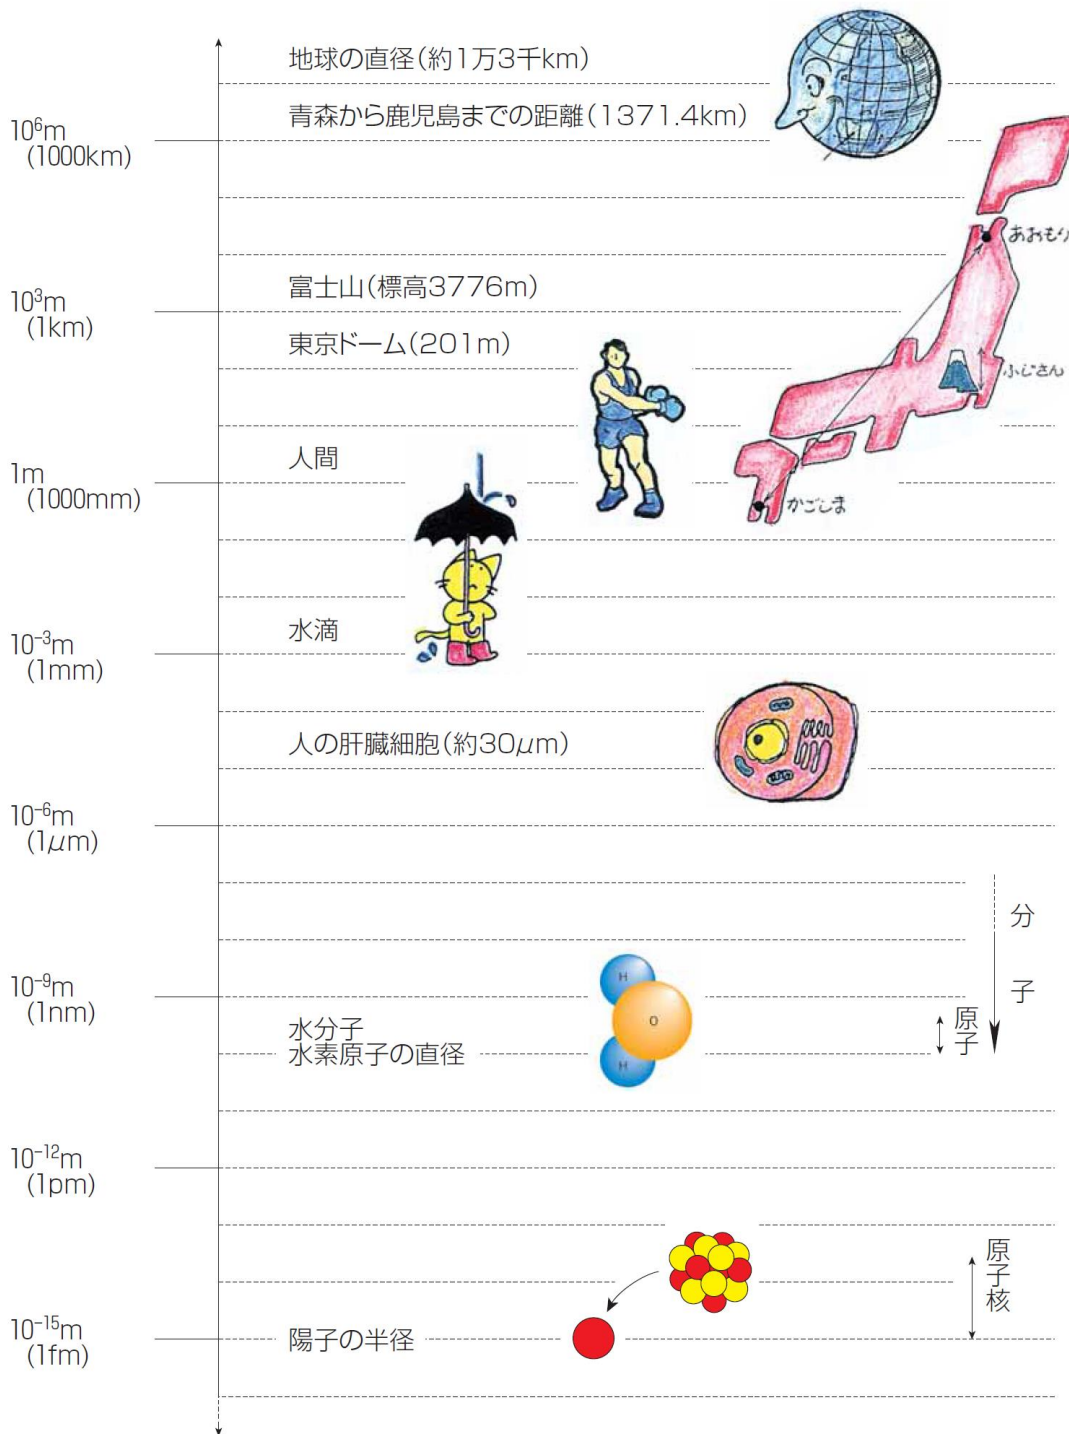 地球の直径(約1万3千km)
青森から鹿児島までの距離(1371.4km)
10⁶m
(1000km)
あおもり
富士山(標高3776m)
10³m
(1km)
東京ドーム(201m)
ふじさん
人間
1m
(1000mm)
かごしま
水滴
10⁻³m
(1mm)
人の肝臓細胞(約30μm)
10⁻⁶m
(1μm)
分子
10⁻⁹m
(1nm)
H
O
H
水分子
水素原子の直径
原子
10⁻¹²m
(1pm)
原子核
10⁻¹⁵m
(1fm)
陽子の半径